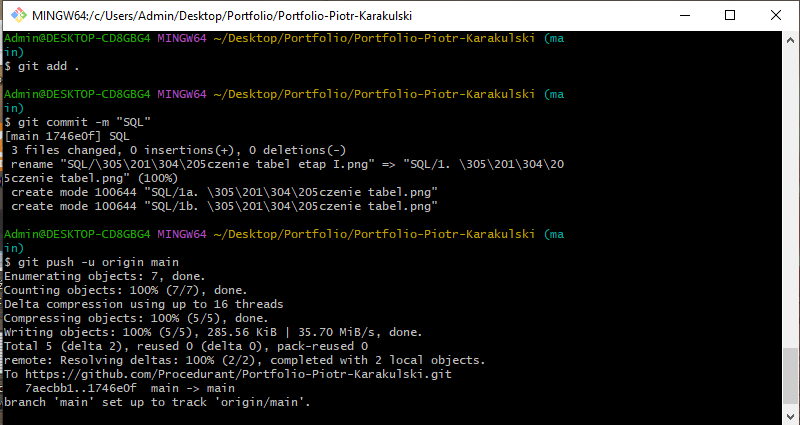 MINGW64:/c/Users/Admin/Desktop/Portfolio/Portfolio-Piotr-Karakulski
Admin@DESKTOP-CD8GBG4 MINGW64 ~/Desktop/Portfolio/Portfolio-Piotr-Karakulski (ma
in)
$ git add .
Admin@DESKTOP-CD8GBG4 MINGW64 ~/Desktop/Portfolio/Portfolio-Piotr-Karakulski (ma
in)
$ git commit -m "SQL"
[main 1746e0f] SQL
 3 files changed, 0 insertions(+), 0 deletions(-)
 rename "SQL/\305\201\304\205czenie tabel etap I.png" => "SQL/1. \305\201\304\20
5czenie tabel.png" (100%)
 create mode 100644 "SQL/1a. \305\201\304\205czenie tabel.png"
 create mode 100644 "SQL/1b. \305\201\304\205czenie tabel.png"
Admin@DESKTOP-CD8GBG4 MINGW64 ~/Desktop/Portfolio/Portfolio-Piotr-Karakulski (ma
in)
$ git push -u origin main
Enumerating objects: 7, done.
Counting objects: 100% (7/7), done.
Delta compression using up to 16 threads
Compressing objects: 100% (5/5), done.
Writing objects: 100% (5/5), 285.56 KiB | 35.70 MiB/s, done.
Total 5 (delta 2), reused 0 (delta 0), pack-reused 0
remote: Resolving deltas: 100% (2/2), completed with 2 local objects.
To https://github.com/Procedurant/Portfolio-Piotr-Karakulski.git
   7aecbb1..1746e0f  main -> main
branch 'main' set up to track 'origin/main'.